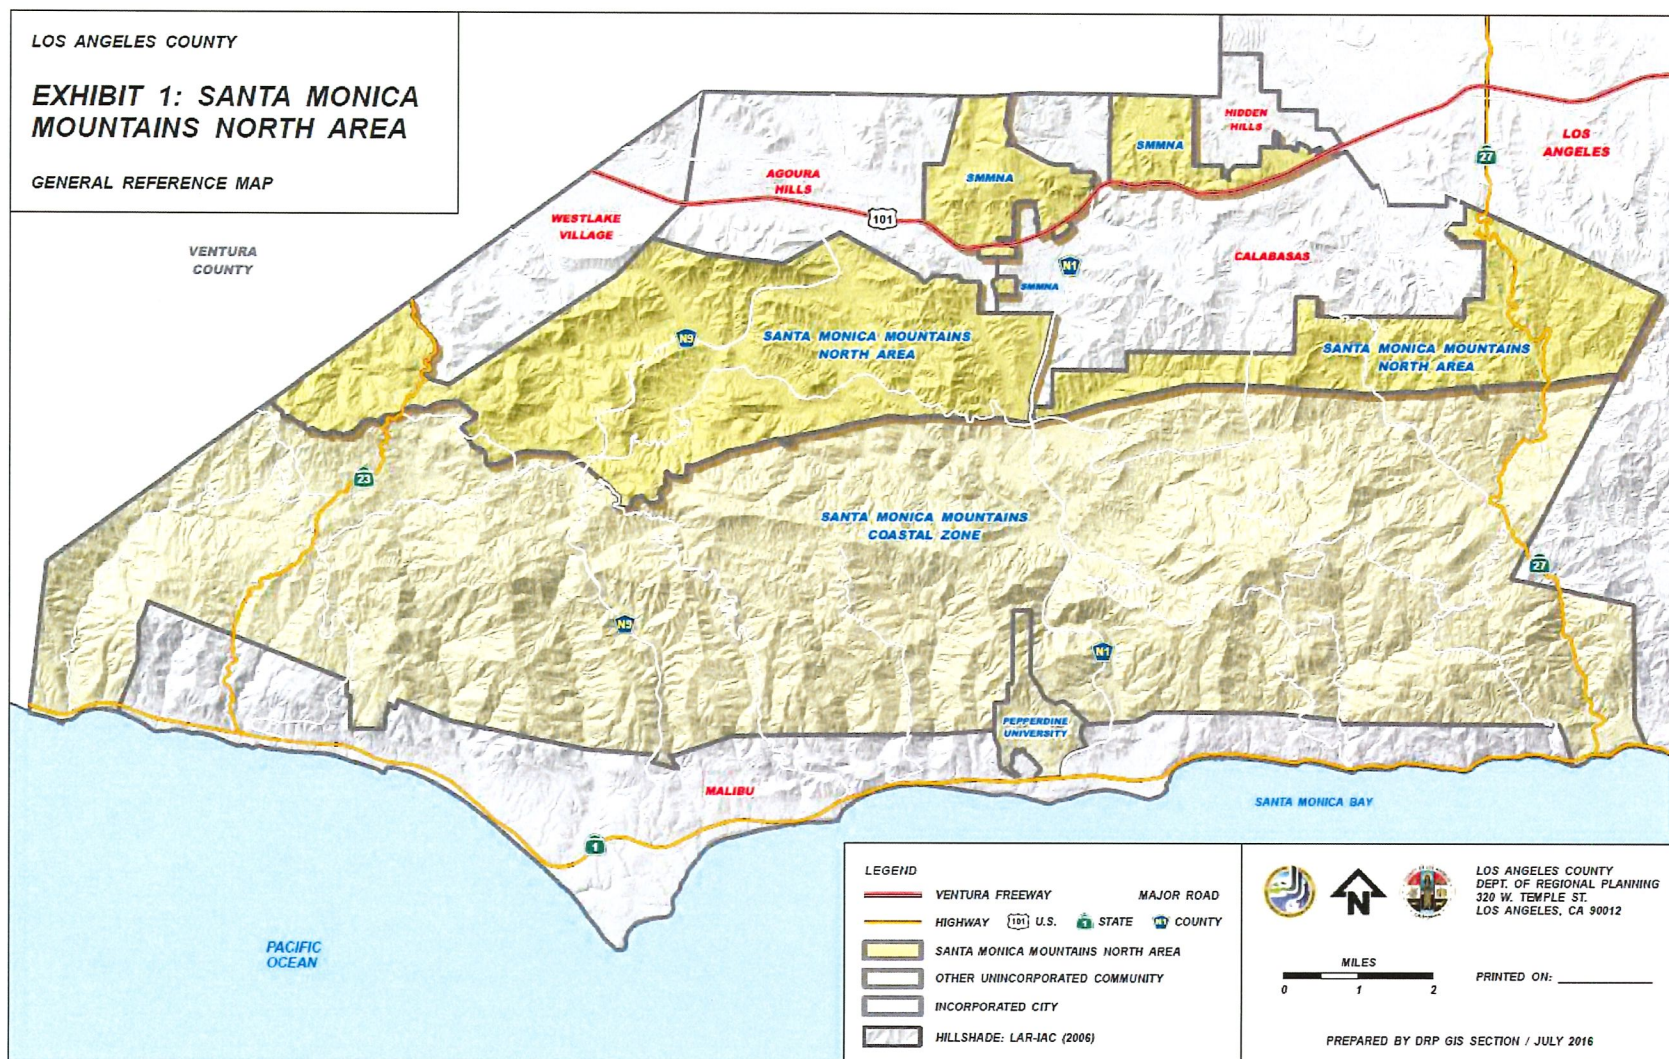 LOS ANGELES COUNTY
EXHIBIT 1: SANTA MONICA
MOUNTAINS NORTH AREA
GENERAL REFERENCE MAP
VENTURA
COUNTY
WESTLAKE
VILLAGE
AGOURA
HILLS
101
SMMNA
SMMNA
HIDDEN
HILLS
LOS
ANGELES
27
CALABASAS
N1
SMMNA
N9
SANTA MONICA MOUNTAINS
NORTH AREA
SANTA MONICA MOUNTAINS
NORTH AREA
23
SANTA MONICA MOUNTAINS
COASTAL ZONE
27
N9
N1
PEPPERDINE
UNIVERSITY
MALIBU
1
SANTA MONICA BAY
PACIFIC
OCEAN
LEGEND
VENTURA FREEWAY MAJOR ROAD
HIGHWAY 101 U.S. 1 STATE N1 COUNTY
SANTA MONICA MOUNTAINS NORTH AREA
OTHER UNINCORPORATED COMMUNITY
INCORPORATED CITY
HILLSHADE: LAR-IAC (2006)
N
LOS ANGELES COUNTY
DEPT. OF REGIONAL PLANNING
320 W. TEMPLE ST.
LOS ANGELES, CA 90012
MILES
0 1 2
PRINTED ON:
PREPARED BY DRP GIS SECTION / JULY 2016